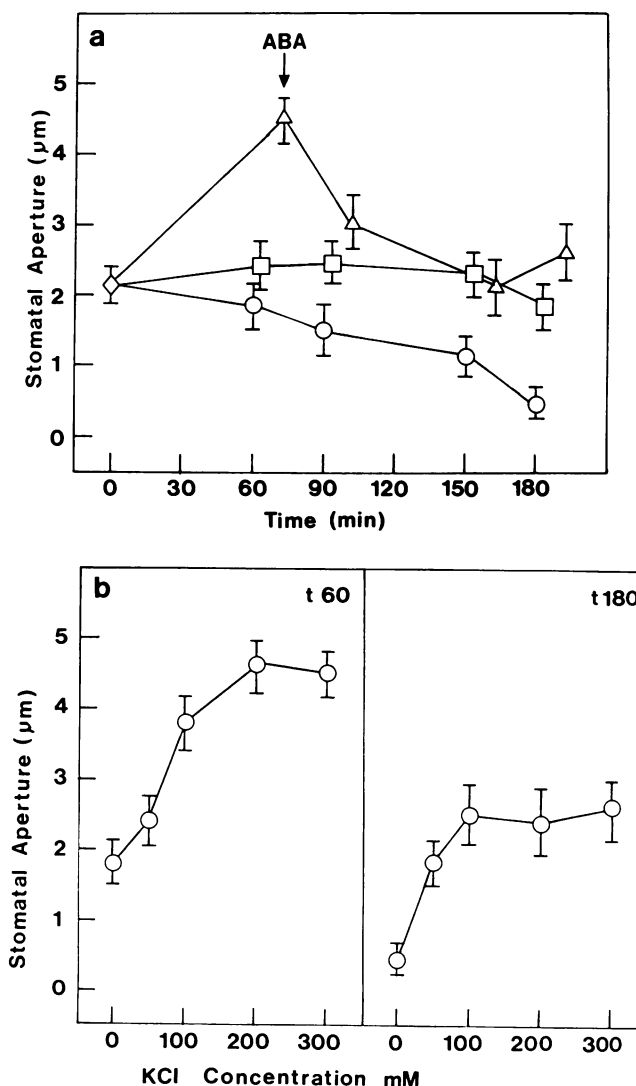 a
ABA
5
4
3
2
1
0
Stomatal Aperture (μm)
0 30 60 90 120 150 180
Time (min)
b
t 60
t180
5
4
3
2
1
0
Stomatal Aperture (μm)
0 100 200 300 0 100 200 300
KCl Concentration mM